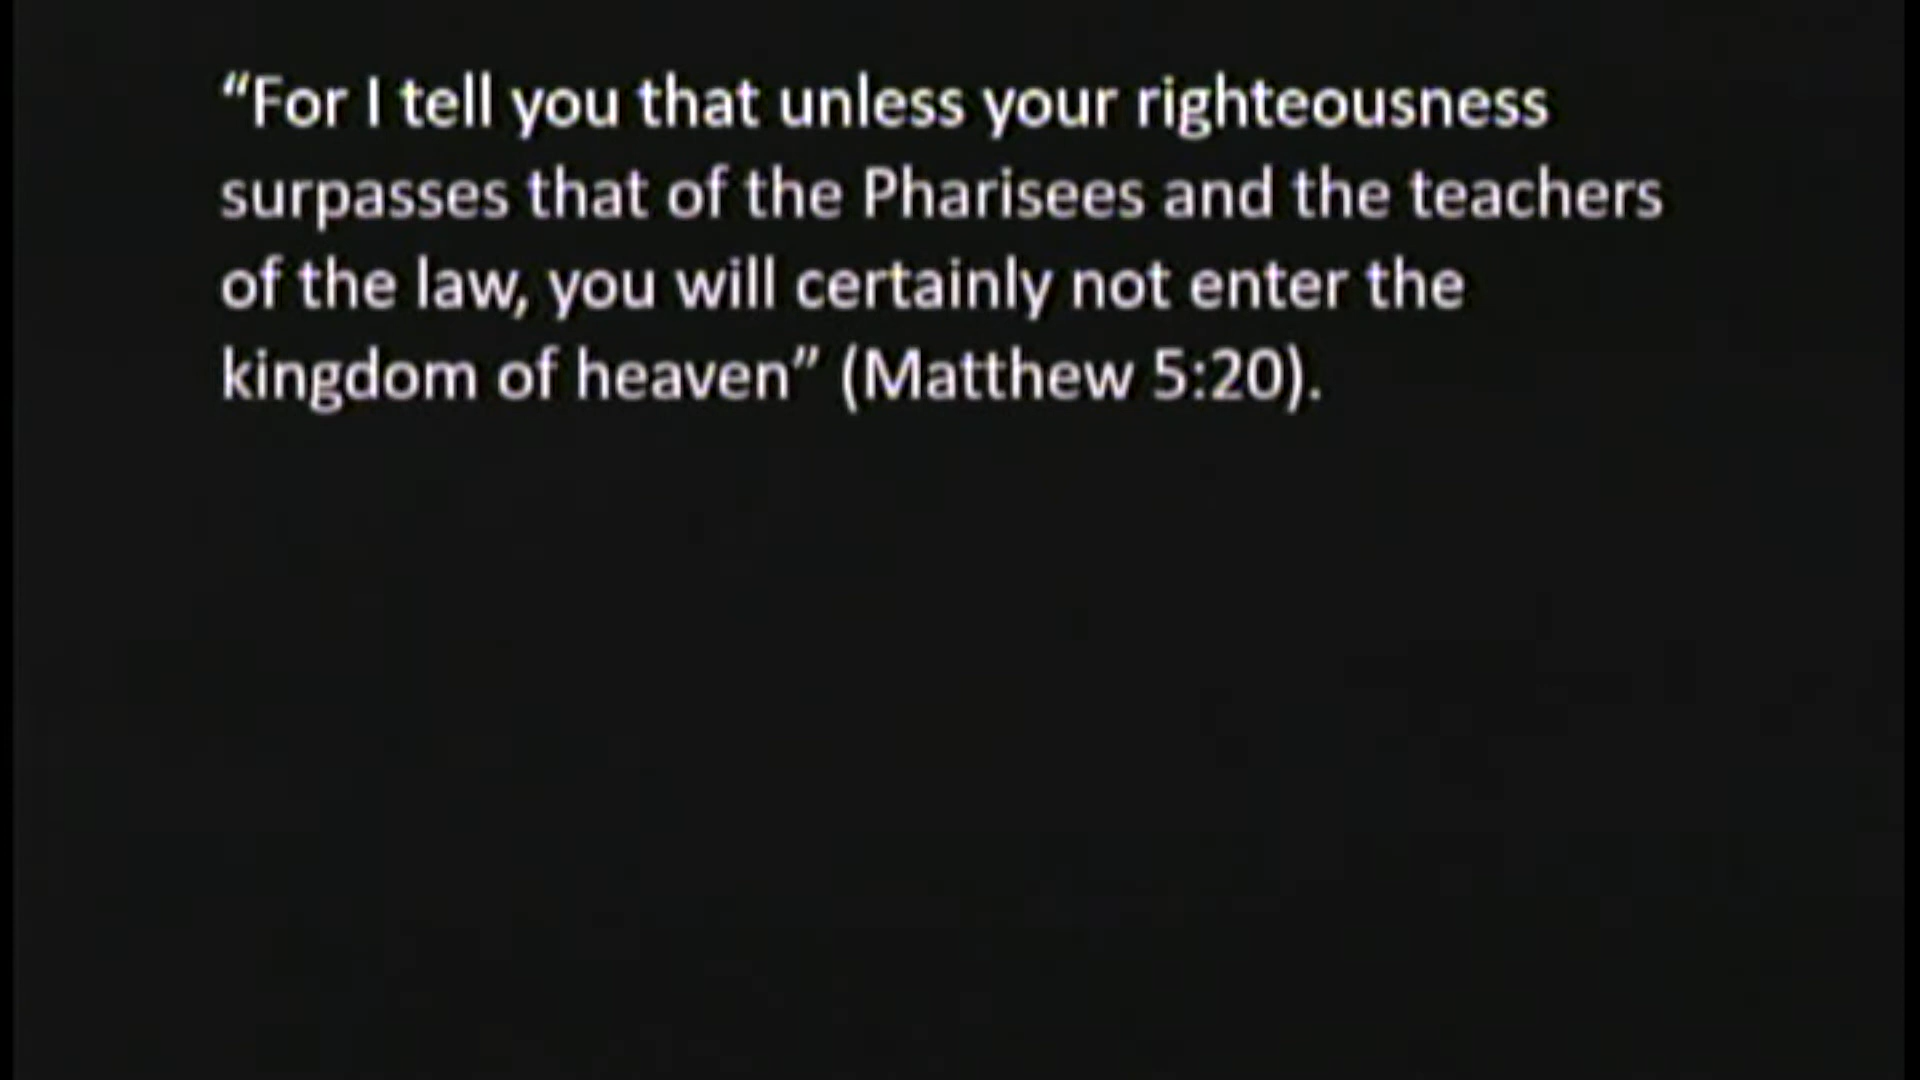 “For I tell you that unless your righteousness
surpasses that of the Pharisees and the teachers
of the law, you will certainly not enter the
kingdom of heaven” (Matthew 5:20).